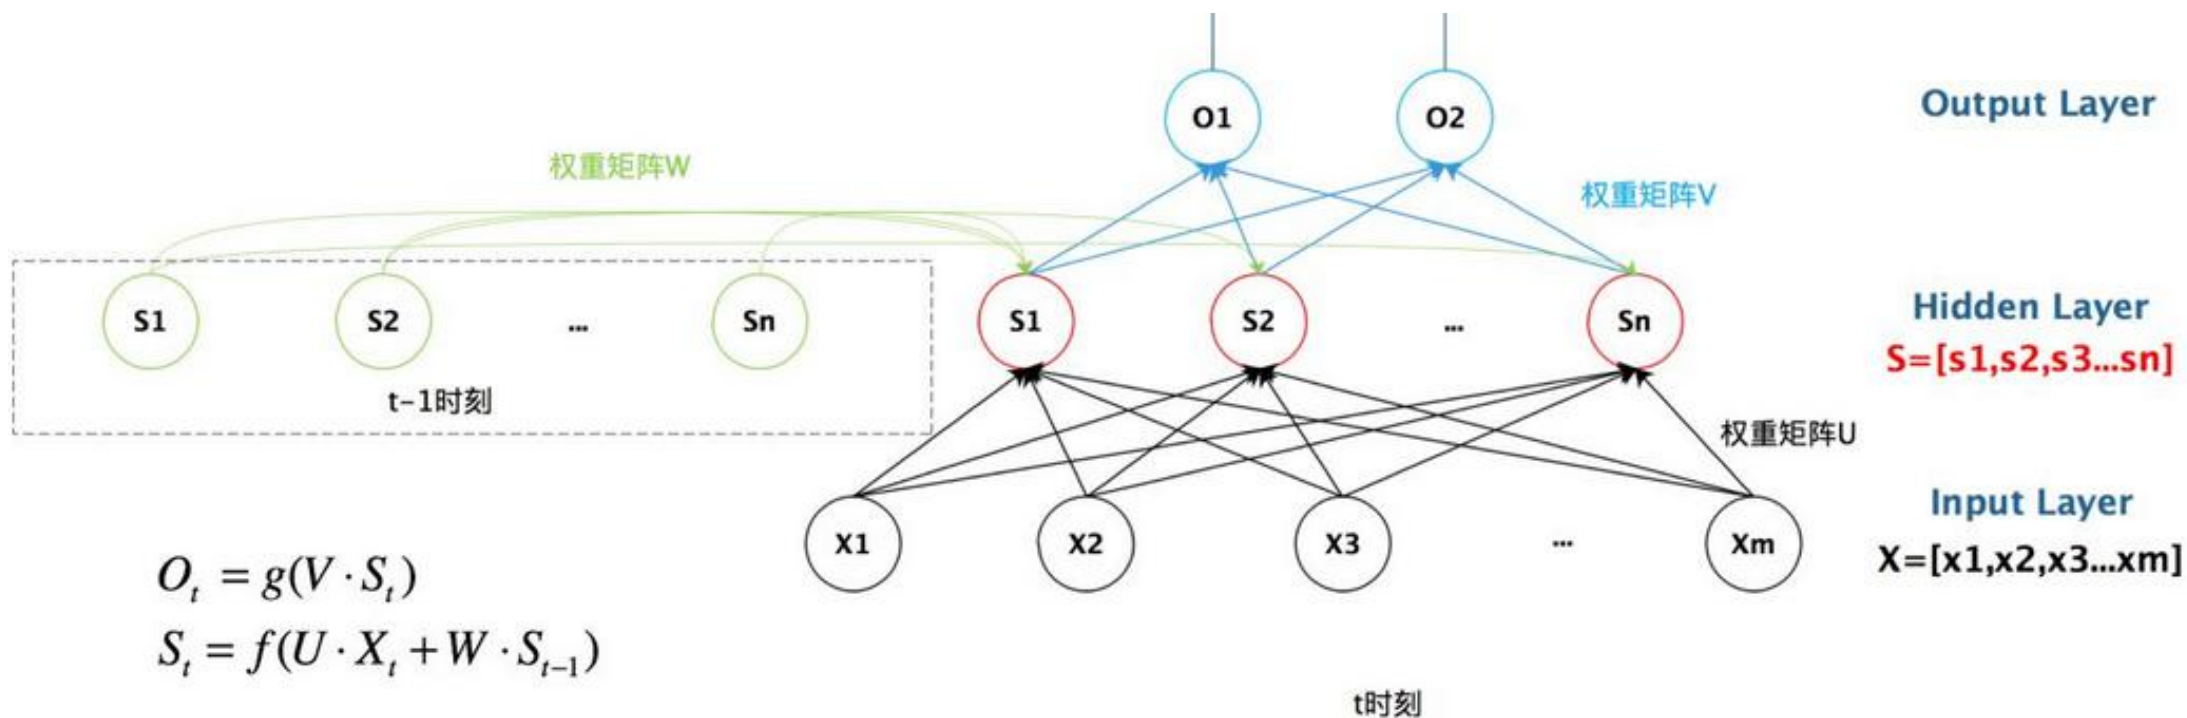 O1
O2
Output Layer
权重矩阵W
权重矩阵V
S1
S2
...
Sn
S1
S2
...
Sn
Hidden Layer
S=[s1,s2,s3...sn]
t-1时刻
权重矩阵U
Input Layer
X1
X2
X3
...
Xm
X=[x1,x2,x3...xm]
O_t = g(V · S_t)
S_t = f(U · X_t + W · S_{t-1})
t时刻